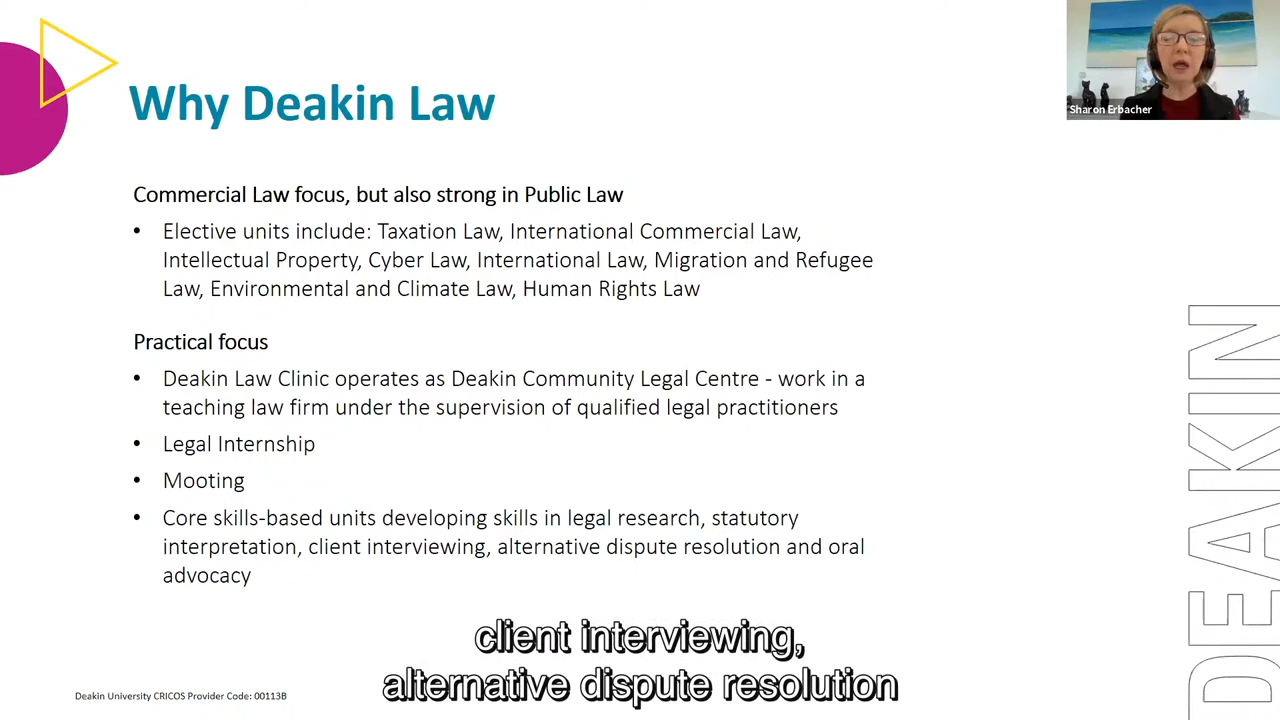 Why Deakin Law
Sharon Erbacher
Commercial Law focus, but also strong in Public Law
• Elective units include: Taxation Law, International Commercial Law,
Intellectual Property, Cyber Law, International Law, Migration and Refugee
Law, Environmental and Climate Law, Human Rights Law
Practical focus
• Deakin Law Clinic operates as Deakin Community Legal Centre - work in a
teaching law firm under the supervision of qualified legal practitioners
• Legal Internship
• Mooting
• Core skills-based units developing skills in legal research, statutory
interpretation, client interviewing, alternative dispute resolution and oral
advocacy
client interviewing,
alternative dispute resolution
Deakin University CRICOS Provider Code: 00113B
DEAKIN